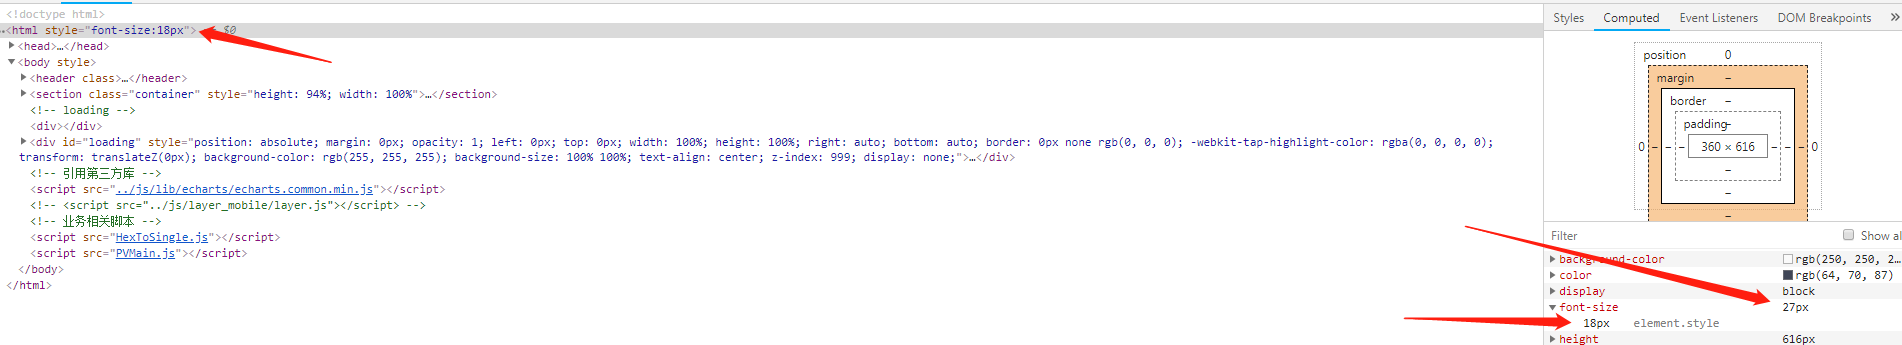 <!doctype html>
…<html style="font-size:18px"> == $0
<head>…</head>
<body style>
<header class>…</header>
<section class="container" style="height: 94%; width: 100%">…</section>
<!-- loading -->
<div></div>
<div id="loading" style="position: absolute; margin: 0px; opacity: 1; left: 0px; top: 0px; width: 100%; height: 100%; right: auto; bottom: auto; border: 0px none rgb(0, 0, 0); -webkit-tap-highlight-color: rgba(0, 0, 0, 0);
transform: translateZ(0px); background-color: rgb(255, 255, 255); background-size: 100% 100%; text-align: center; z-index: 999; display: none;">…</div>
<!-- 引用第三方库 -->
<script src="../js/lib/echarts/echarts.common.min.js"></script>
<!-- <script src="../js/layer_mobile/layer.js"></script> -->
<!-- 业务相关脚本 -->
<script src="HexToSingle.js"></script>
<script src="PVMain.js"></script>
</body>
</html>
Styles Computed Event Listeners DOM Breakpoints »
position 0
margin –
border –
padding –
0 – – – 360 × 616 – – – 0
–
–
–
Filter Show al
background-color rgb(250, 250, 2…
color rgb(64, 70, 87)
display block
font-size 27px
18px element.style
height 616px